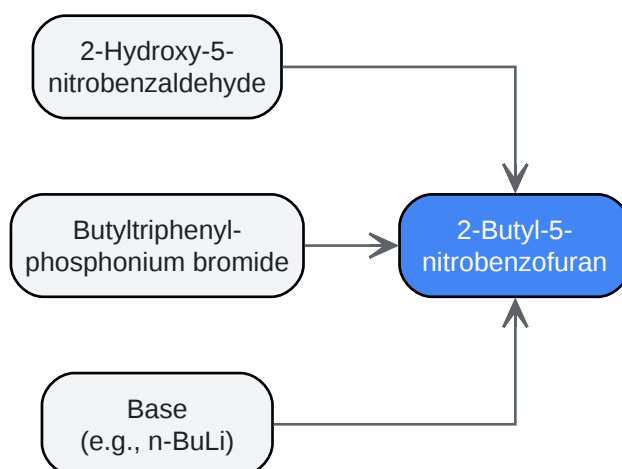 2-Hydroxy-5-
nitrobenzaldehyde
Butyltriphenyl-
phosphonium bromide
2-Butyl-5-
nitrobenzofuran
Base
(e.g., n-BuLi)